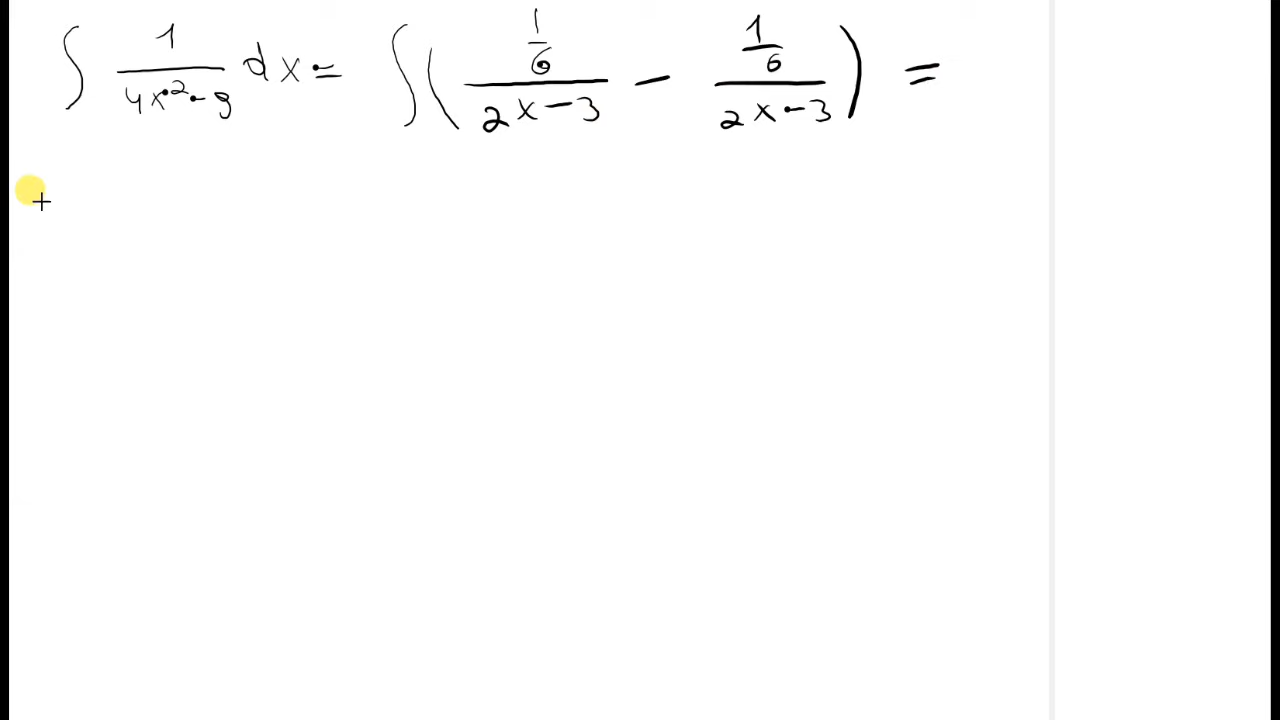 ∫ 1/(4x²-9) dx = ∫ ( (1/6)/(2x-3) - (1/6)/(2x-3) ) =